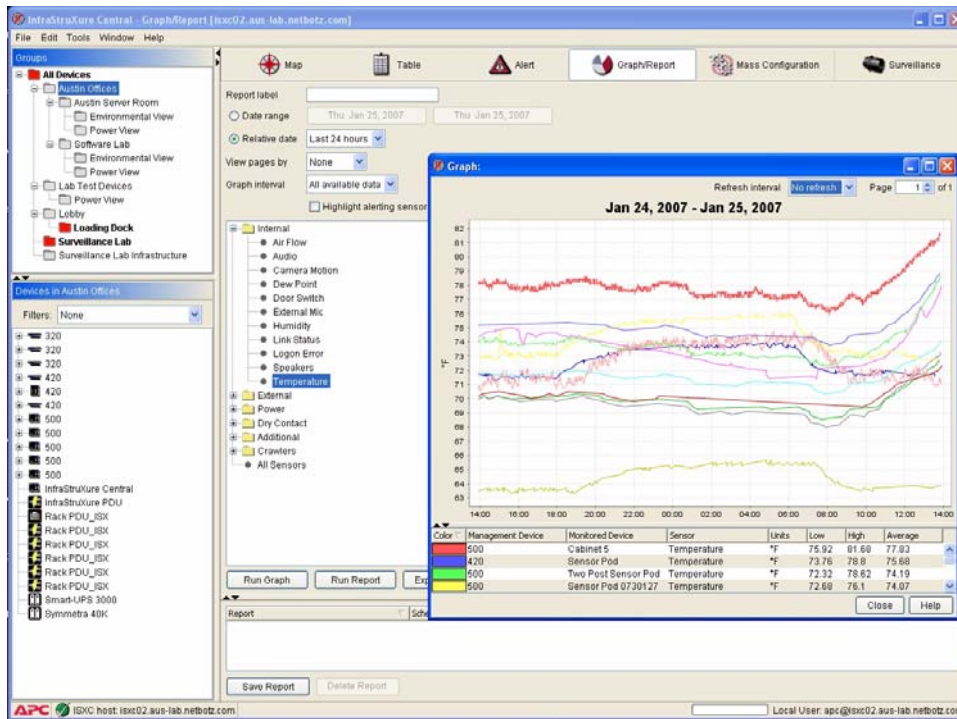 InfraStruXure Central - Graph/Report [isxc02.aus-lab.netbotz.com]
File Edit Tools Window Help
Groups
All Devices
Austin Offices
Austin Server Room
Environmental View
Power View
Software Lab
Environmental View
Power View
Lab Test Devices
Power View
Lobby
Loading Dock
Surveillance Lab
Surveillance Lab Infrastructure
Devices in Austin Offices
Filters: None
320
320
320
420
420
420
500
500
500
500
500
InfraStruXure Central
InfraStruXure PDU
Rack PDU_ISX
Rack PDU_ISX
Rack PDU_ISX
Rack PDU_ISX
Rack PDU_ISX
Rack PDU_ISX
Smart-UPS 3000
Symmetra 40K
Map Table Alert Graph/Report Mass Configuration Surveillance
Report label
Date range Thu Jan 25, 2007 Thu Jan 25, 2007
Relative date Last 24 hours
View pages by None
Graph interval All available data
Highlight alerting sensor
Internal
Air Flow
Audio
Camera Motion
Dew Point
Door Switch
External Mic
Humidity
Link Status
Logon Error
Speakers
Temperature
External
Power
Dry Contact
Additional
Crawlers
All Sensors
Run Graph Run Report Exp
Report Sche
Save Report Delete Report
Graph:
Refresh interval No refresh Page 1 of 1
Jan 24, 2007 - Jan 25, 2007
82
81
80
79
78
77
76
75
74
73
72
71
70
69
68
67
66
65
64
63
°F
14:00 16:00 18:00 20:00 22:00 00:00 02:00 04:00 06:00 08:00 10:00 12:00 14:00
Color Management Device Monitored Device Sensor Units Low High Average
500 Cabinet 5 Temperature °F 75.92 81.68 77.83
420 Sensor Pod Temperature °F 73.76 78.8 75.68
500 Two Post Sensor Pod Temperature °F 72.32 78.62 74.19
500 Sensor Pod 0730127 Temperature °F 72.68 76.1 74.07
Close Help
APC ISXC host: isxc02.aus-lab.netbotz.com
Local User: apc@isxc02.aus-lab.netbotz.com